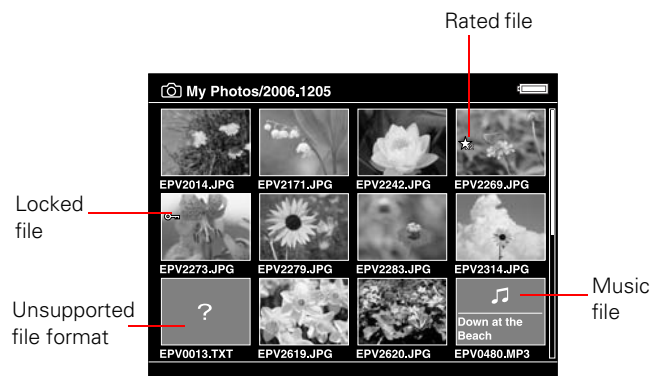 Rated file
My Photos/2006.1205
EPV2014.JPG EPV2171.JPG EPV2242.JPG EPV2269.JPG
Locked
file
EPV2273.JPG EPV2279.JPG EPV2283.JPG EPV2314.JPG
Unsupported
file format
?
Music
file
Down at the
Beach
EPV0013.TXT EPV2619.JPG EPV2620.JPG EPV0480.MP3